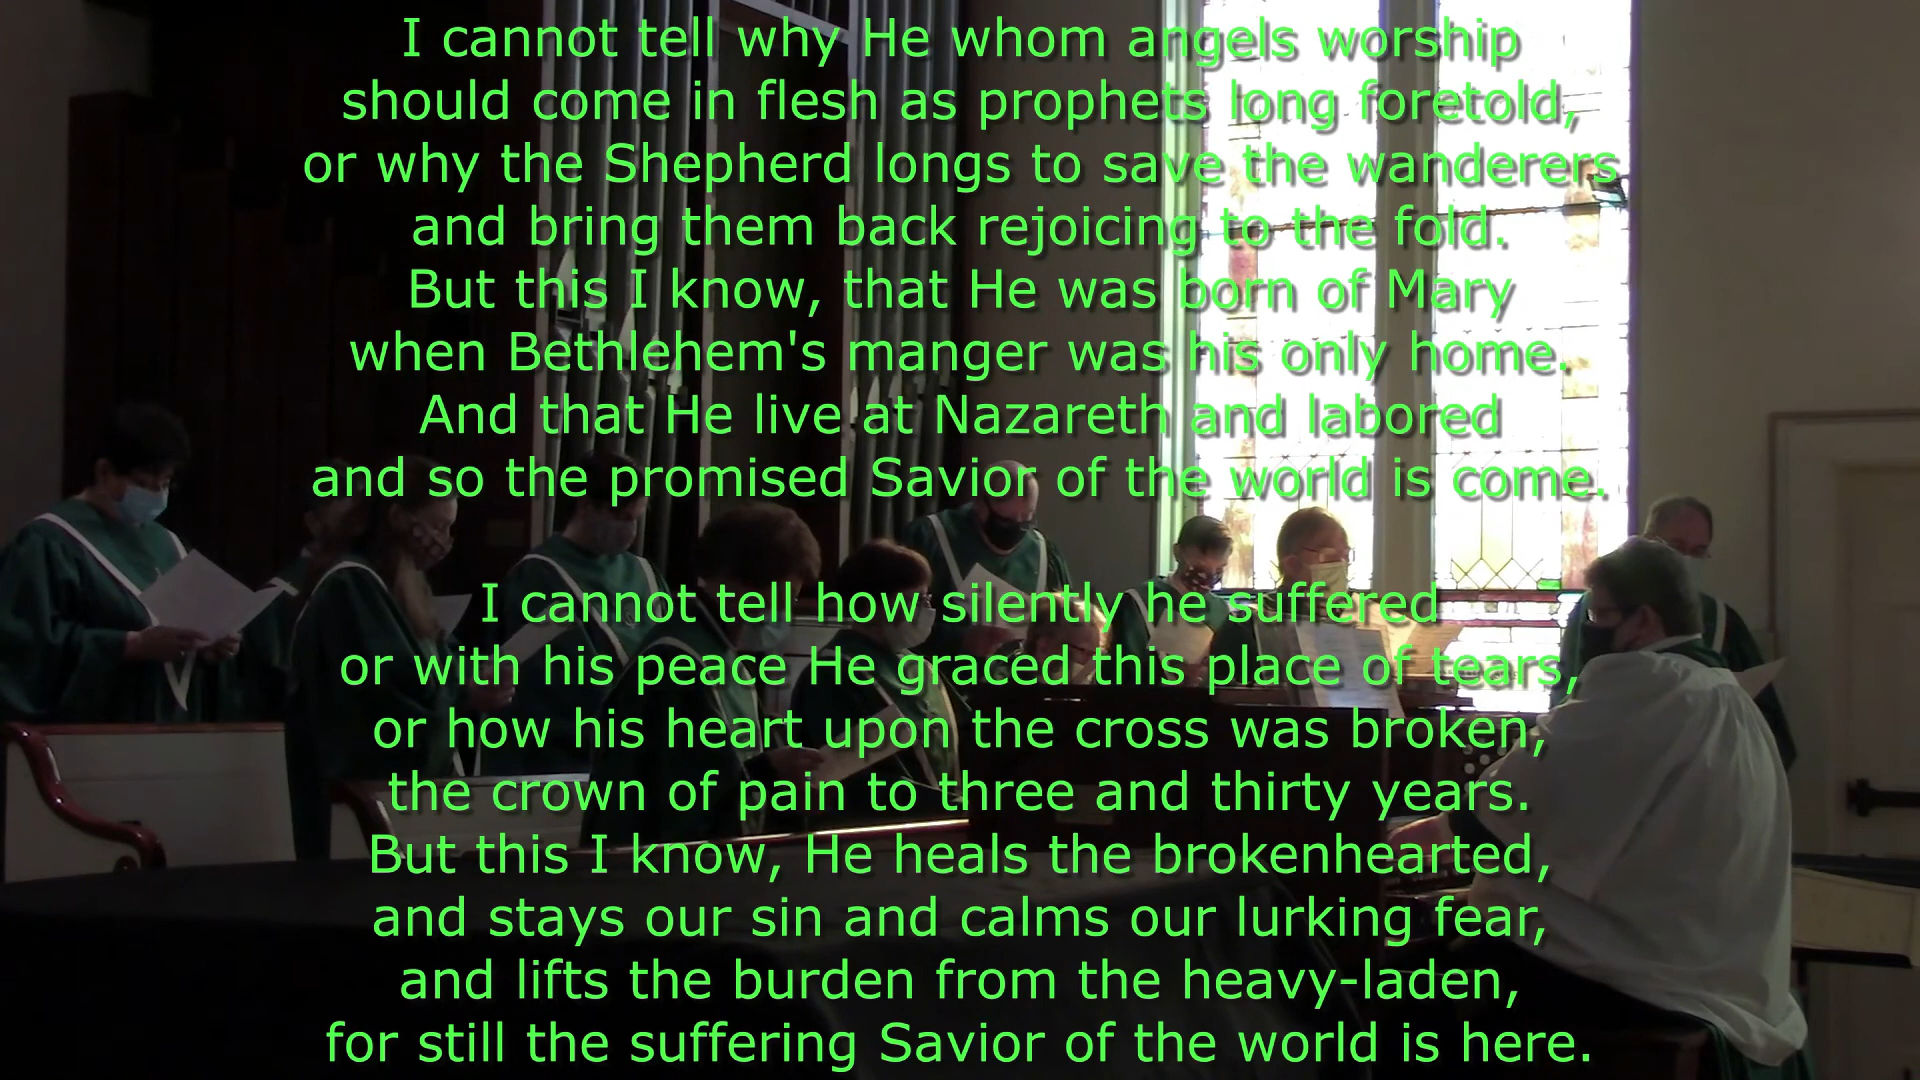 I cannot tell why He whom angels worship
should come in flesh as prophets long foretold,
or why the Shepherd longs to save the wanderers
and bring them back rejoicing to the fold.
But this I know, that He was born of Mary
when Bethlehem's manger was his only home.
And that He live at Nazareth and labored
and so the promised Savior of the world is come.
I cannot tell how silently he suffered
or with his peace He graced this place of tears,
or how his heart upon the cross was broken,
the crown of pain to three and thirty years.
But this I know, He heals the brokenhearted,
and stays our sin and calms our lurking fear,
and lifts the burden from the heavy-laden,
for still the suffering Savior of the world is here.